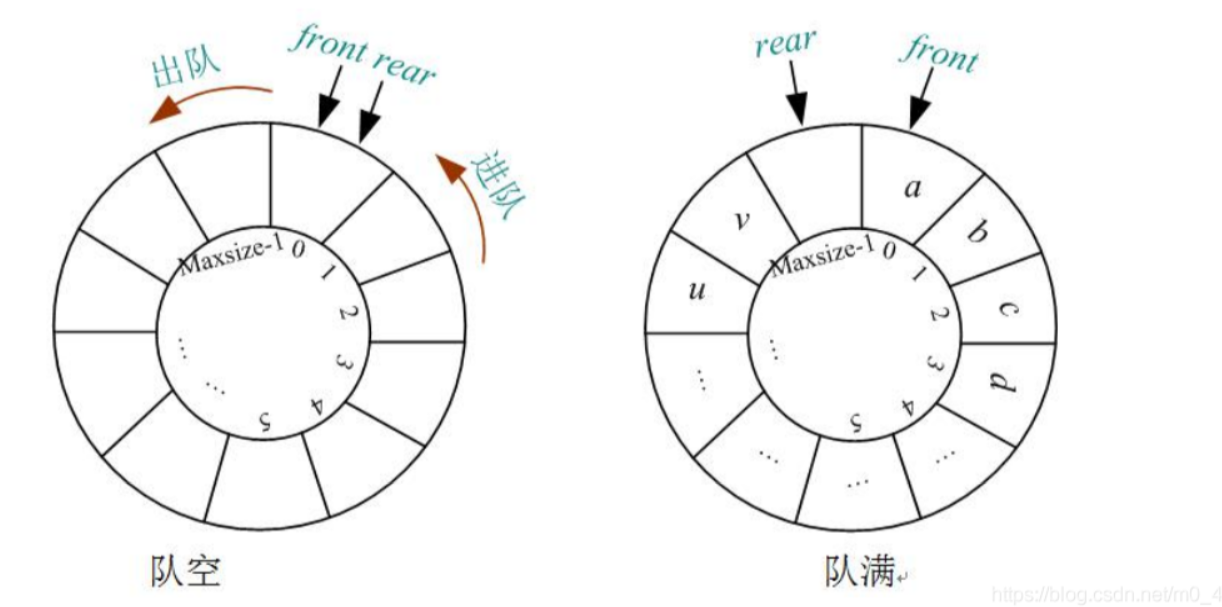 出队
front rear
进队
Maxsize-1 0 1 2 3 4 5 … …
队空
rear front
a b c d … … … … u v
Maxsize-1 0 1 2 3 4 5 …
队满
https://blog.csdn.net/m0_4